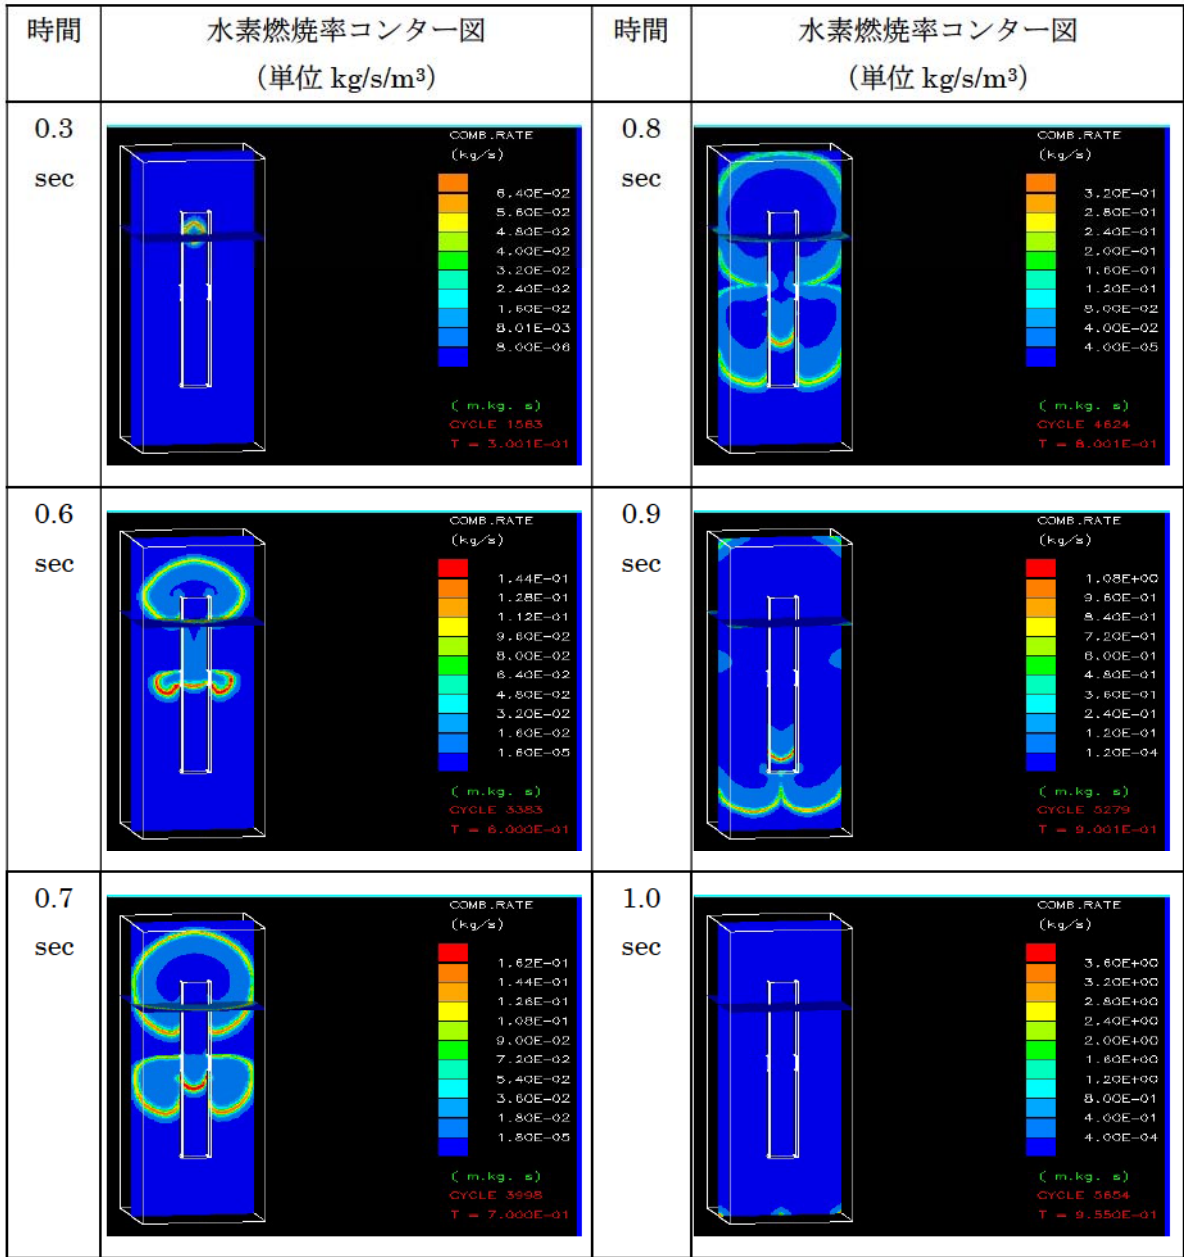 時間
水素燃焼率コンター図
(単位 kg/s/m³)
時間
水素燃焼率コンター図
(単位 kg/s/m³)
0.3
sec
COMB.RATE
(kg/s)
6.40E-02
5.60E-02
4.80E-02
4.00E-02
3.20E-02
2.40E-02
1.60E-02
8.01E-03
8.00E-06
( m.kg. s)
CYCLE 1563
T = 3.001E-01
0.8
sec
COMB.RATE
(kg/s)
3.20E-01
2.80E-01
2.40E-01
2.00E-01
1.60E-01
1.20E-01
8.00E-02
4.00E-02
4.00E-05
( m.kg. s)
CYCLE 4624
T = 8.001E-01
0.6
sec
COMB.RATE
(kg/s)
1.44E-01
1.28E-01
1.12E-01
9.60E-02
8.00E-02
6.40E-02
4.80E-02
3.20E-02
1.60E-02
1.60E-05
( m.kg. s)
CYCLE 3383
T = 6.000E-01
0.9
sec
COMB.RATE
(kg/s)
1.08E+00
9.60E-01
8.40E-01
7.20E-01
6.00E-01
4.80E-01
3.60E-01
2.40E-01
1.20E-01
1.20E-04
( m.kg. s)
CYCLE 5279
T = 9.001E-01
0.7
sec
COMB.RATE
(kg/s)
1.62E-01
1.44E-01
1.26E-01
1.08E-01
9.00E-02
7.20E-02
5.40E-02
3.60E-02
1.80E-02
1.80E-05
( m.kg. s)
CYCLE 3998
T = 7.000E-01
1.0
sec
COMB.RATE
(kg/s)
3.60E+00
3.20E+00
2.80E+00
2.40E+00
2.00E+00
1.60E+00
1.20E+00
8.00E-01
4.00E-01
4.00E-04
( m.kg. s)
CYCLE 5654
T = 9.550E-01